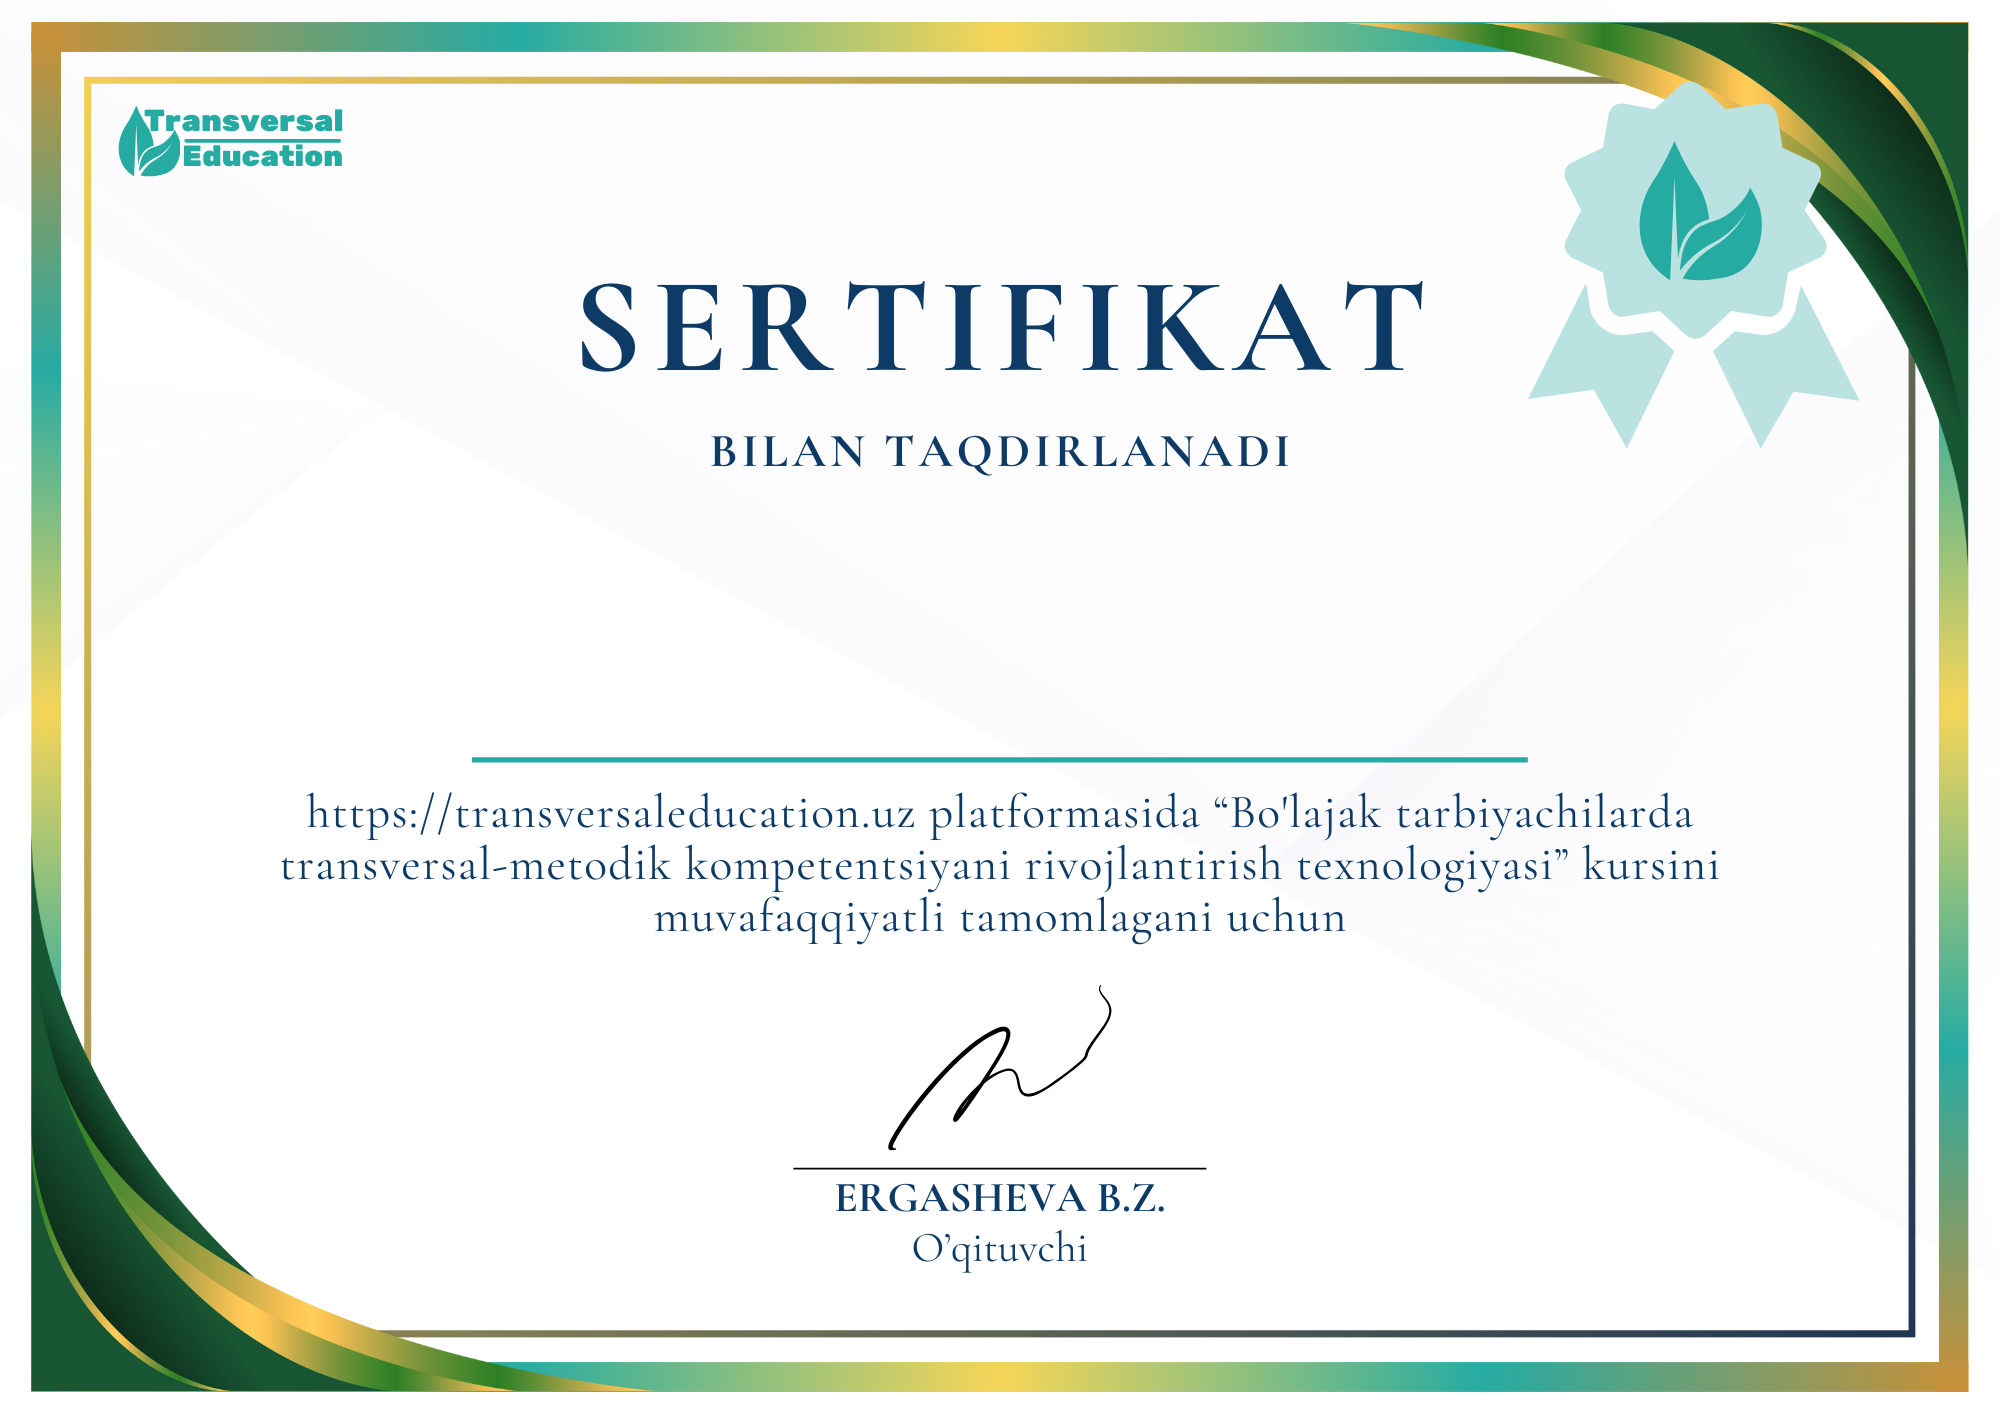 Transversal
Education
SERTIFIKAT
BILAN TAQDIRLANADI
https://transversaleducation.uz platformasida “Bo'lajak tarbiyachilarda
transversal-metodik kompetentsiyani rivojlantirish texnologiyasi” kursini
muvafaqqiyatli tamomlagani uchun
ERGASHEVA B.Z.
O’qituvchi